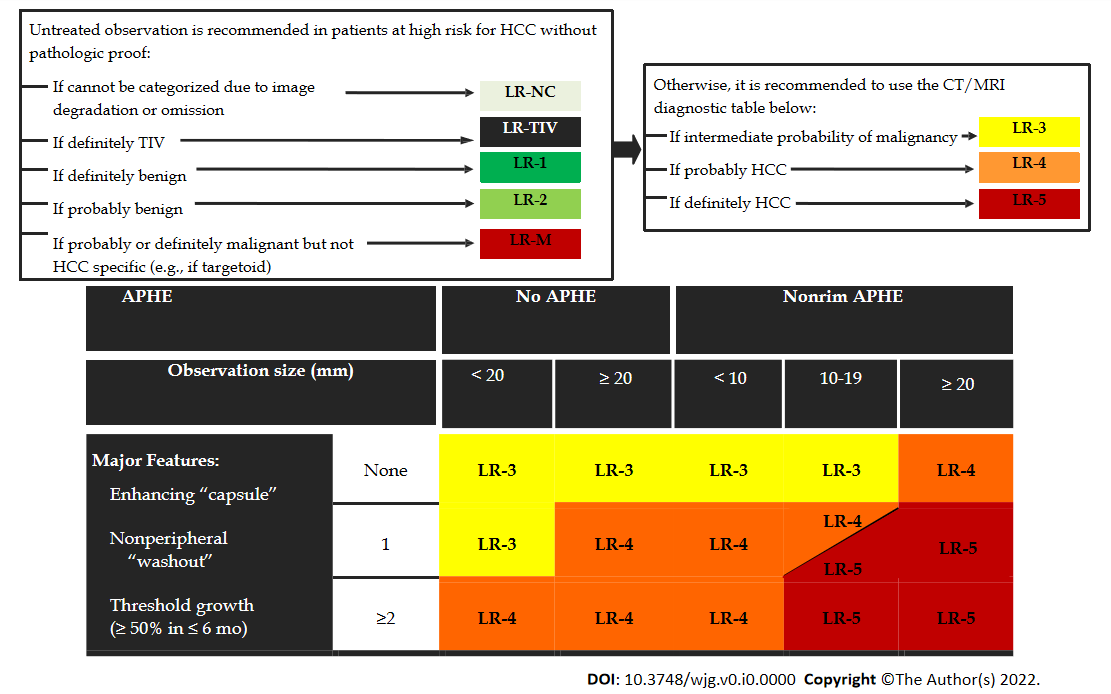 Untreated observation is recommended in patients at high risk for HCC without
pathologic proof:
If cannot be categorized due to image
degradation or omission
LR-NC
If definitely TIV
LR-TIV
If definitely benign
LR-1
If probably benign
LR-2
If probably or definitely malignant but not
HCC specific (e.g., if targetoid)
LR-M
Otherwise, it is recommended to use the CT/MRI
diagnostic table below:
If intermediate probability of malignancy
LR-3
If probably HCC
LR-4
If definitely HCC
LR-5
APHE
No APHE
Nonrim APHE
Observation size (mm)
< 20
≥ 20
< 10
10-19
≥ 20
Major Features:
Enhancing “capsule”
Nonperipheral
“washout”
Threshold growth
(≥ 50% in ≤ 6 mo)
None
LR-3
LR-3
LR-3
LR-3
LR-4
1
LR-3
LR-4
LR-4
LR-4
LR-5
LR-5
≥2
LR-4
LR-4
LR-4
LR-5
LR-5
DOI: 10.3748/wjg.v0.i0.0000 Copyright ©The Author(s) 2022.